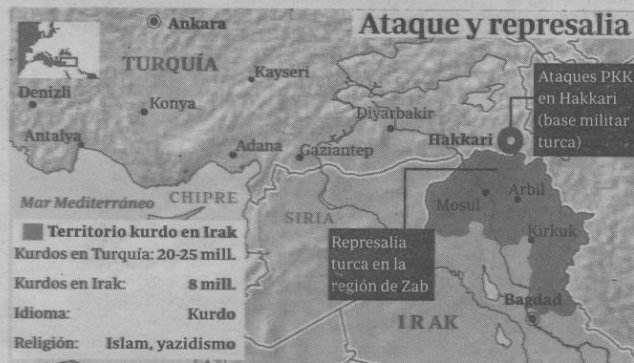 Ataque y represalia
Ankara
TURQUÍA
Kayseri
Denizli
Konya
Diyarbakir
Antalya
Adana
Gaziantep
Hakkari
Ataques PKK
en Hakkari
(base militar
turca)
Mar Mediterráneo
CHIPRE
SIRIA
Mosul
Arbil
Kirkuk
Bagdad
IRAK
Represalia
turca en la
región de Zab
Territorio kurdo en Irak
Kurdos en Turquía: 20-25 mill.
Kurdos en Irak: 8 mill.
Idioma: Kurdo
Religión: Islam, yazidismo